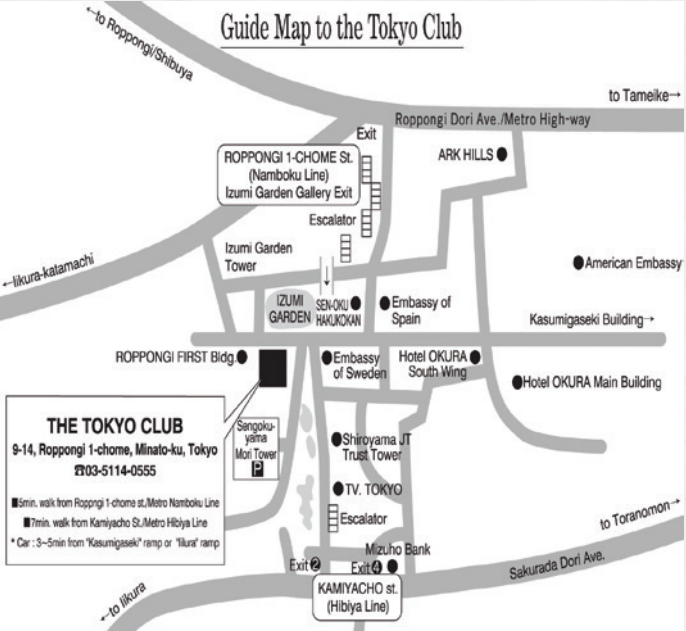 Guide Map to the Tokyo Club
←to Roppongi/Shibuya
to Tameike→
Roppongi Dori Ave./Metro High-way
Exit
ROPPONGI 1-CHOME St.
(Namboku Line)
Izumi Garden Gallery Exit
ARK HILLS
Escalator
Izumi Garden
Tower
←Iikura-katamachi
American Embassy
IZUMI
GARDEN
SEN-OKU
HAKUKOKAN
Embassy of
Spain
Kasumigaseki Building→
ROPPONGI FIRST Bldg.
Embassy
of Sweden
Hotel OKURA
South Wing
Hotel OKURA Main Building
THE TOKYO CLUB
9-14, Roppongi 1-chome, Minato-ku, Tokyo
☎03-5114-0555
■5min. walk from Roppngi 1-chome st./Metro Namboku Line
■7min. walk from Kamiyacho St./Metro Hibiya Line
* Car : 3~5min from "Kasumigaseki" ramp or "Iilura" ramp
Sengoku-
yama
Mori Tower
P
Shiroyama JT
Trust Tower
TV. TOKYO
Escalator
to Toranomon→
Mizuho Bank
Exit❷
Exit❹
Sakurada Dori Ave.
KAMIYACHO st.
(Hibiya Line)
←to Iikura